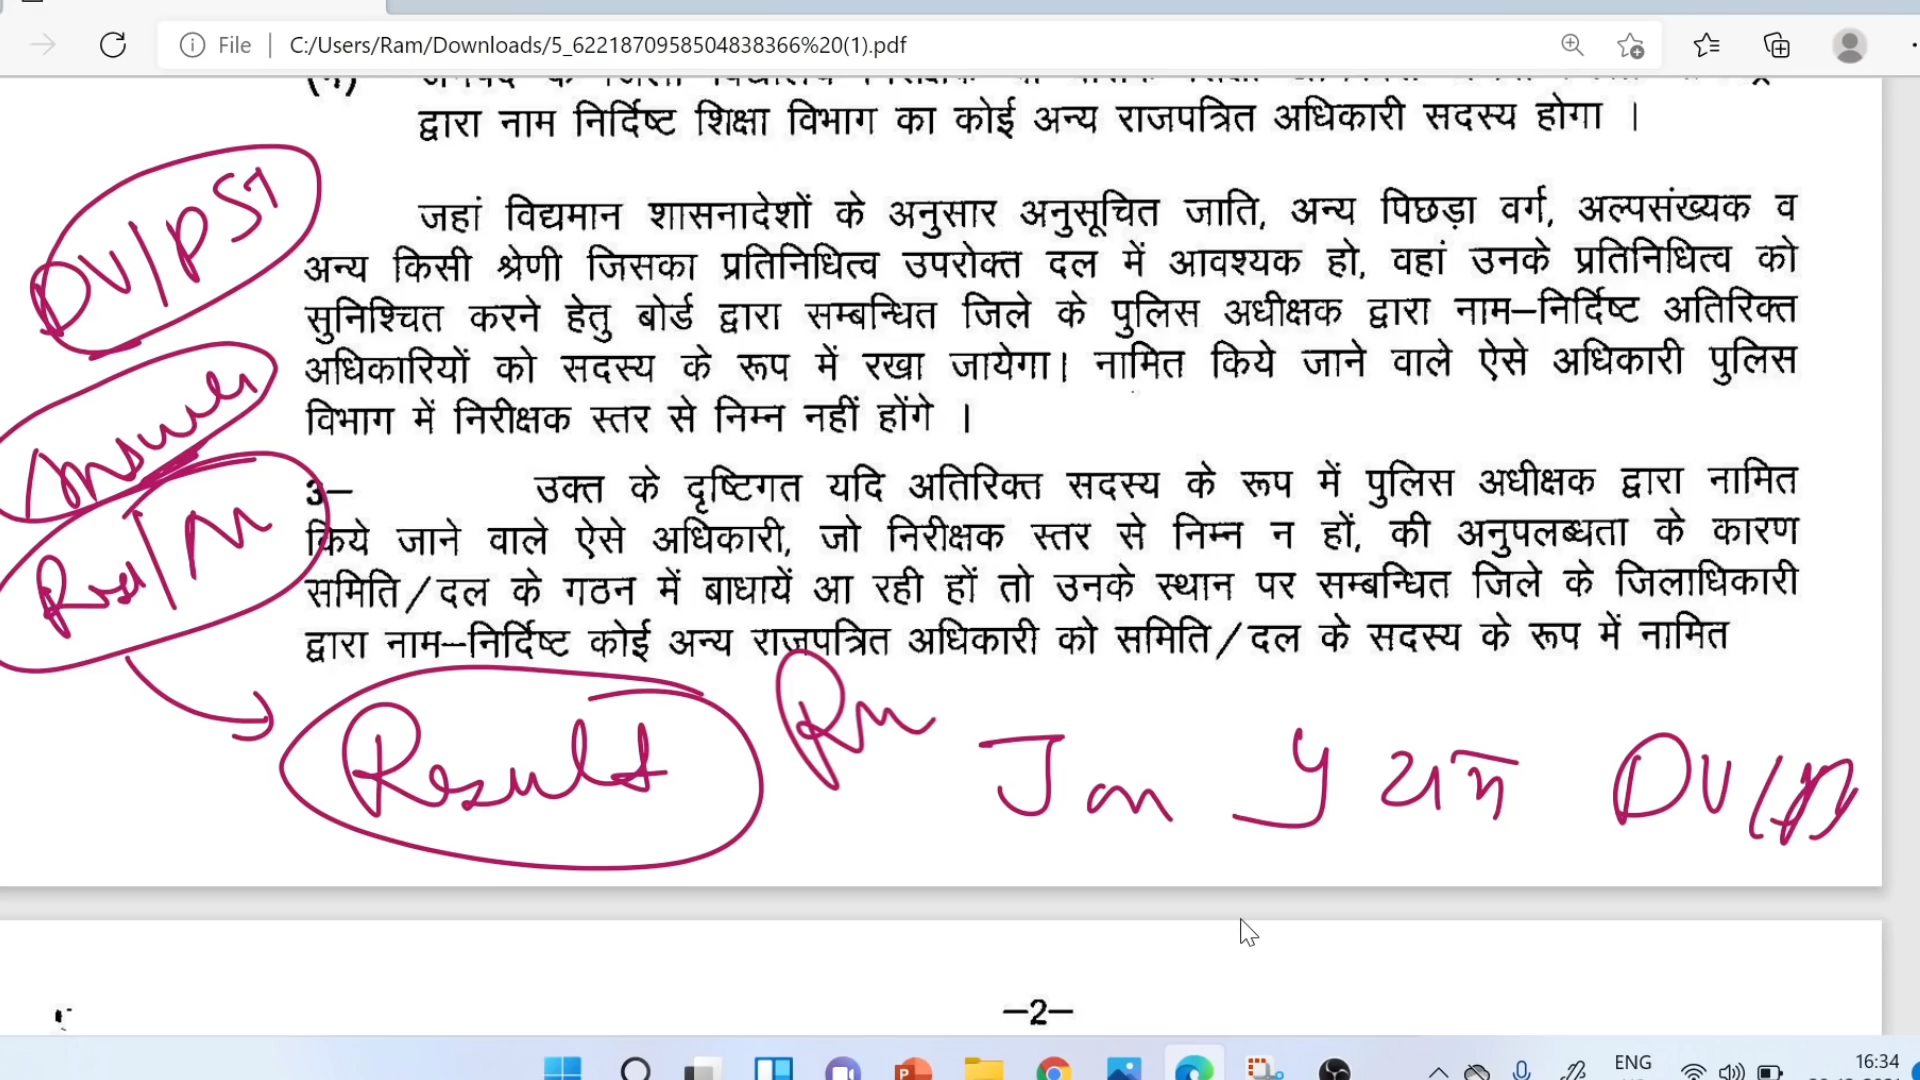 File
C:/Users/Ram/Downloads/5_6221870958504838366%20(1).pdf
द्वारा नाम निर्दिष्ट शिक्षा विभाग का कोई अन्य राजपत्रित अधिकारी सदस्य होगा ।
DV/PST
जहां विद्यमान शासनादेशों के अनुसार अनुसूचित जाति, अन्य पिछड़ा वर्ग, अल्पसंख्यक व
अन्य किसी श्रेणी जिसका प्रतिनिधित्व उपरोक्त दल में आवश्यक हो, वहां उनके प्रतिनिधित्व को
सुनिश्चित करने हेतु बोर्ड द्वारा सम्बन्धित जिले के पुलिस अधीक्षक द्वारा नाम–निर्दिष्ट अतिरिक्त
अधिकारियों को सदस्य के रूप में रखा जायेगा। नामित किये जाने वाले ऐसे अधिकारी पुलिस
विभाग में निरीक्षक स्तर से निम्न नहीं होंगे ।
3–
उक्त के दृष्टिगत यदि अतिरिक्त सदस्य के रूप में पुलिस अधीक्षक द्वारा नामित
किये जाने वाले ऐसे अधिकारी, जो निरीक्षक स्तर से निम्न न हों, की अनुपलब्धता के कारण
समिति/दल के गठन में बाधायें आ रही हों तो उनके स्थान पर सम्बन्धित जिले के जिलाधिकारी
द्वारा नाम–निर्दिष्ट कोई अन्य राजपत्रित अधिकारी को समिति/दल के सदस्य के रूप में नामित
Result
–2–
ENG
16:34